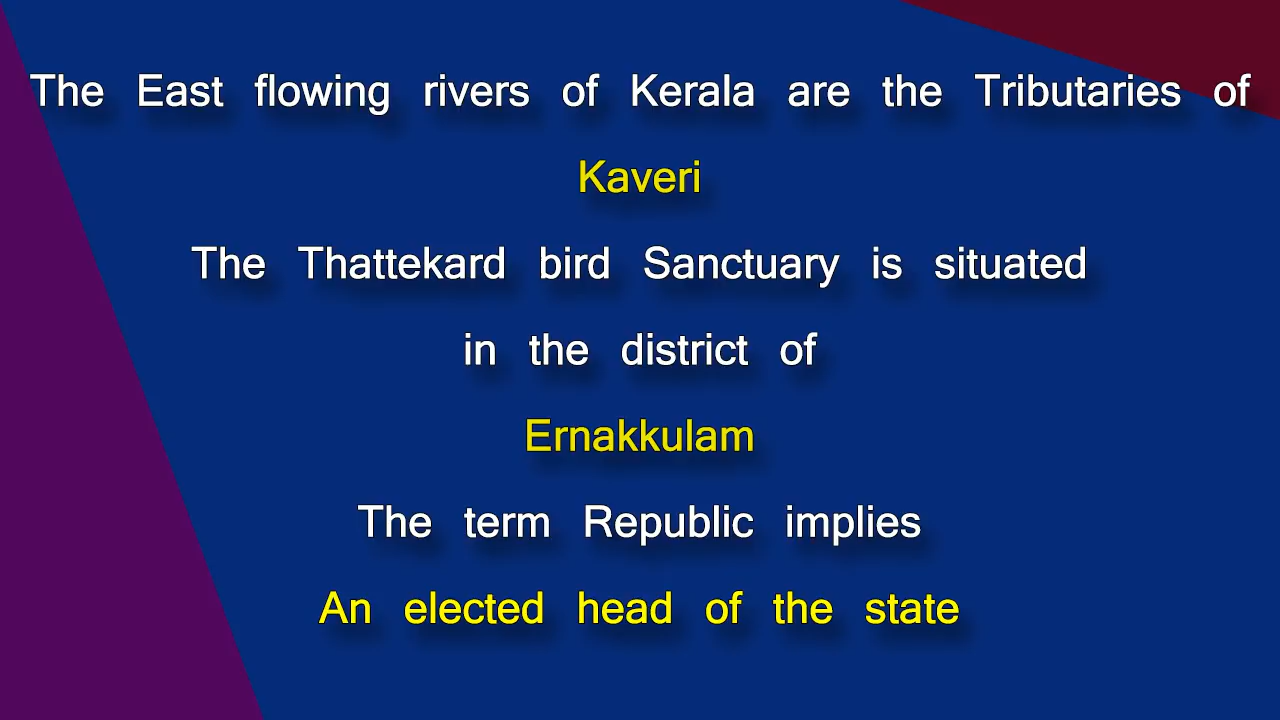 The East flowing rivers of Kerala are the Tributaries of
Kaveri
The Thattekard bird Sanctuary is situated
in the district of
Ernakkulam
The term Republic implies
An elected head of the state